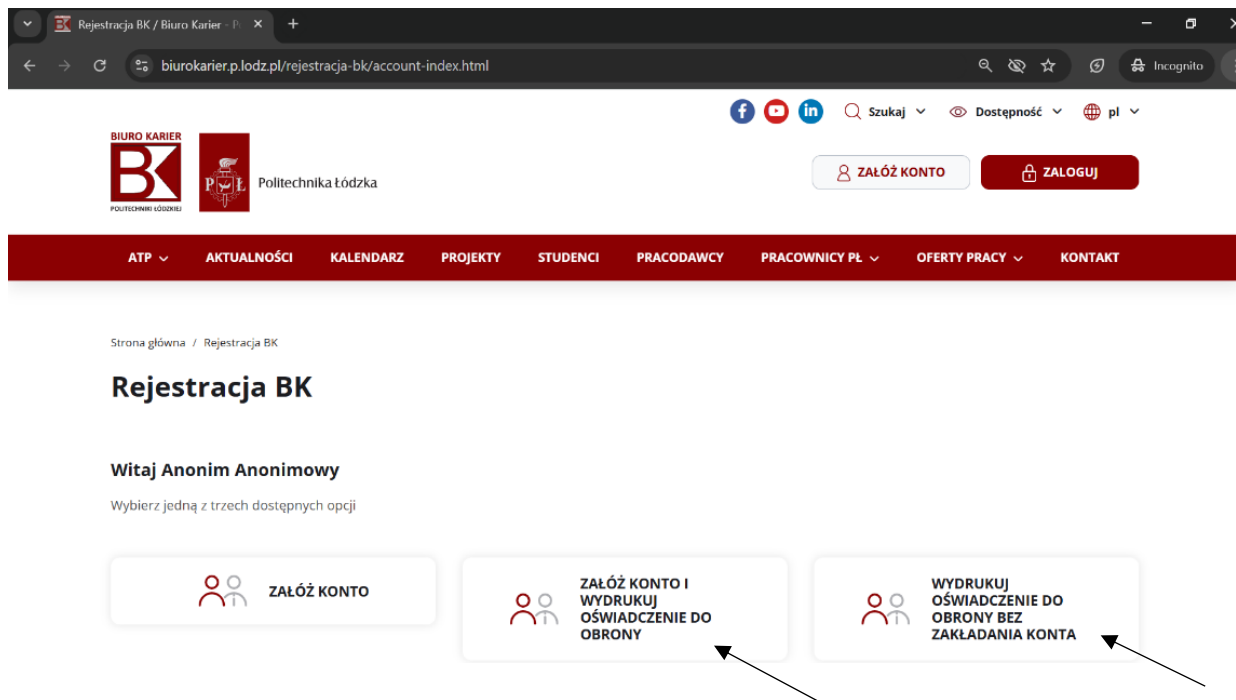 Rejestracja BK / Biuro Karier - P
biurokarier.p.lodz.pl/rejestracja-bk/account-index.html
Incognito
Szukaj
Dostępność
pl
BIURO KARIER
BK
POLITECHNIKI ŁÓDZKIEJ
P Ł
Politechnika Łódzka
ZAŁÓŻ KONTO
ZALOGUJ
ATP
AKTUALNOŚCI
KALENDARZ
PROJEKTY
STUDENCI
PRACODAWCY
PRACOWNICY PŁ
OFERTY PRACY
KONTAKT
Strona główna / Rejestracja BK
Rejestracja BK
Witaj Anonim Anonimowy
Wybierz jedną z trzech dostępnych opcji
ZAŁÓŻ KONTO
ZAŁÓŻ KONTO I
WYDRUKUJ
OŚWIADCZENIE DO
OBRONY
WYDRUKUJ
OŚWIADCZENIE DO
OBRONY BEZ
ZAKŁADANIA KONTA